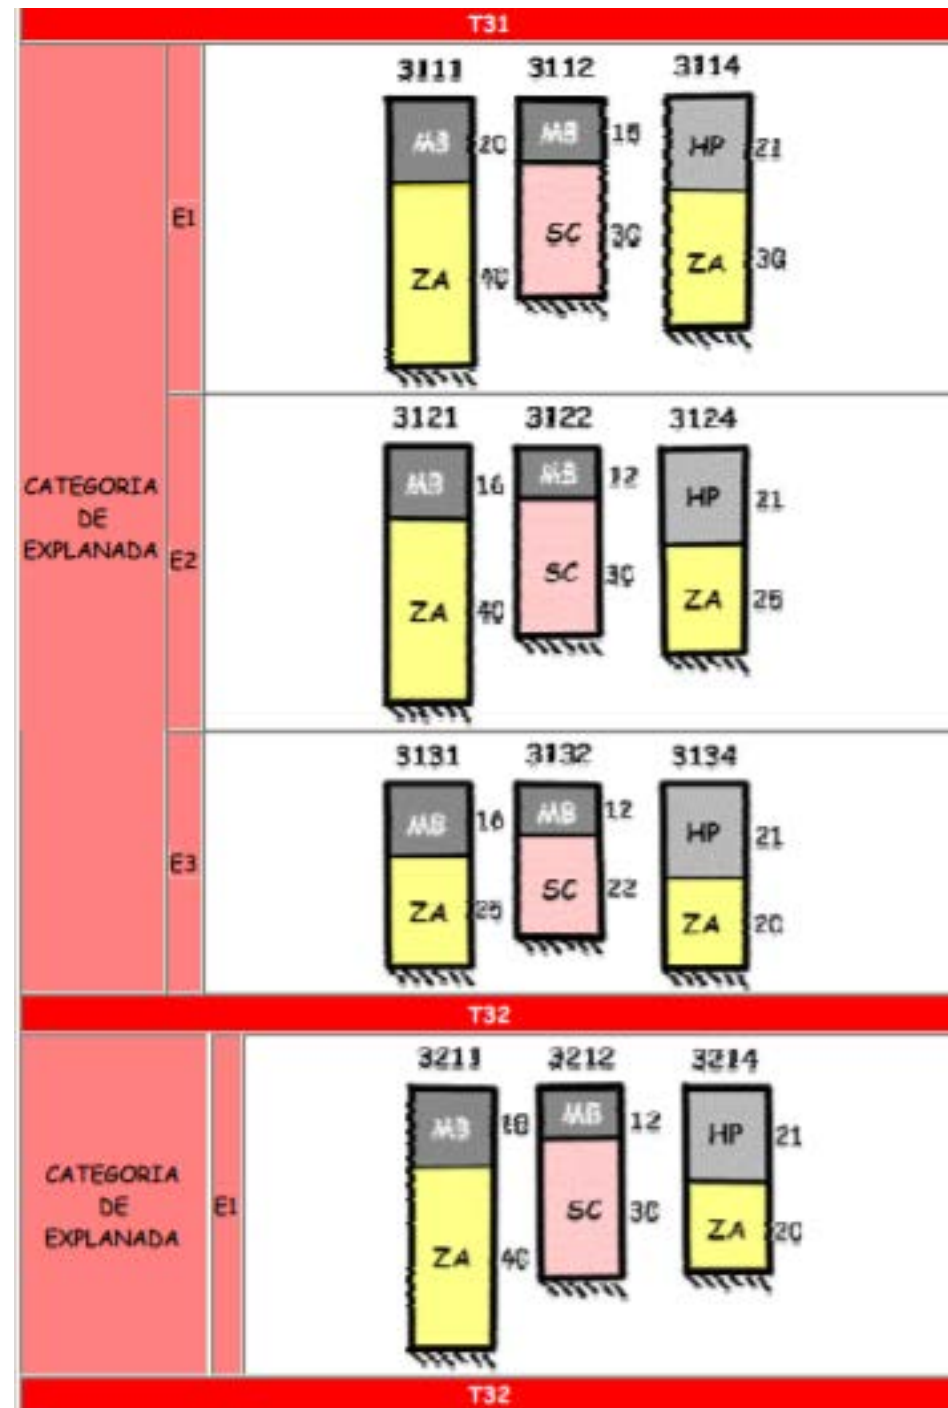 T31
CATEGORIA
DE
EXPLANADA
E1
3111
3112
3114
MB 20
MB 15
HP 21
ZA 40
SC 30
ZA 30
E2
3121
3122
3124
MB 16
MB 12
HP 21
ZA 40
SC 30
ZA 25
E3
3131
3132
3134
MB 16
MB 12
HP 21
ZA 25
SC 22
ZA 20
T32
CATEGORIA
DE
EXPLANADA
E1
3211
3212
3214
MB 18
MB 12
HP 21
ZA 40
SC 30
ZA 20
T32